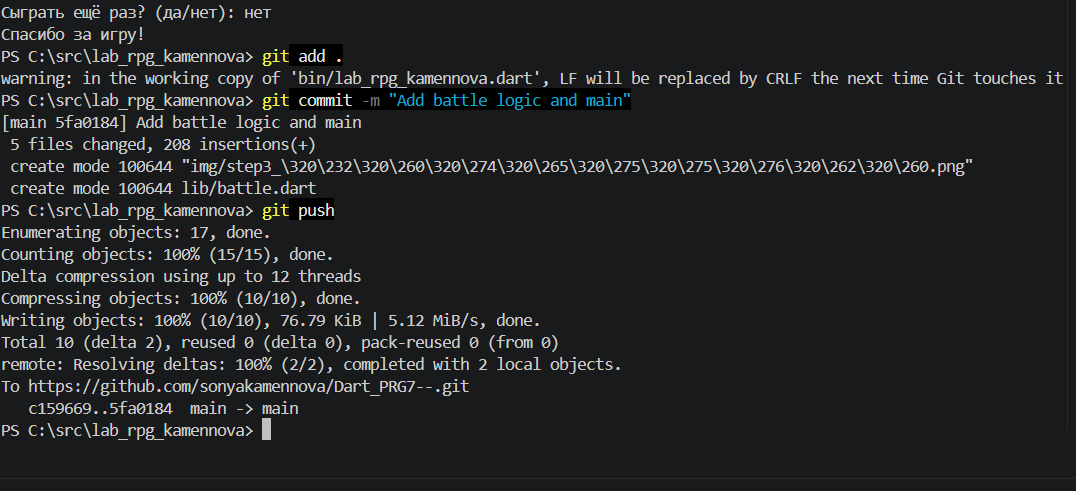 Сыграть ещё раз? (да/нет): нет
Спасибо за игру!
PS C:\src\lab_rpg_kamennova> git add .
warning: in the working copy of 'bin/lab_rpg_kamennova.dart', LF will be replaced by CRLF the next time Git touches it
PS C:\src\lab_rpg_kamennova> git commit -m "Add battle logic and main"
[main 5fa0184] Add battle logic and main
 5 files changed, 208 insertions(+)
 create mode 100644 "img/step3_\320\232\320\260\320\274\320\265\320\275\320\275\320\276\320\262\320\260.png"
 create mode 100644 lib/battle.dart
PS C:\src\lab_rpg_kamennova> git push
Enumerating objects: 17, done.
Counting objects: 100% (15/15), done.
Delta compression using up to 12 threads
Compressing objects: 100% (10/10), done.
Writing objects: 100% (10/10), 76.79 KiB | 5.12 MiB/s, done.
Total 10 (delta 2), reused 0 (delta 0), pack-reused 0 (from 0)
remote: Resolving deltas: 100% (2/2), completed with 2 local objects.
To https://github.com/sonyakamennova/Dart_PRG7--.git
   c159669..5fa0184  main -> main
PS C:\src\lab_rpg_kamennova>